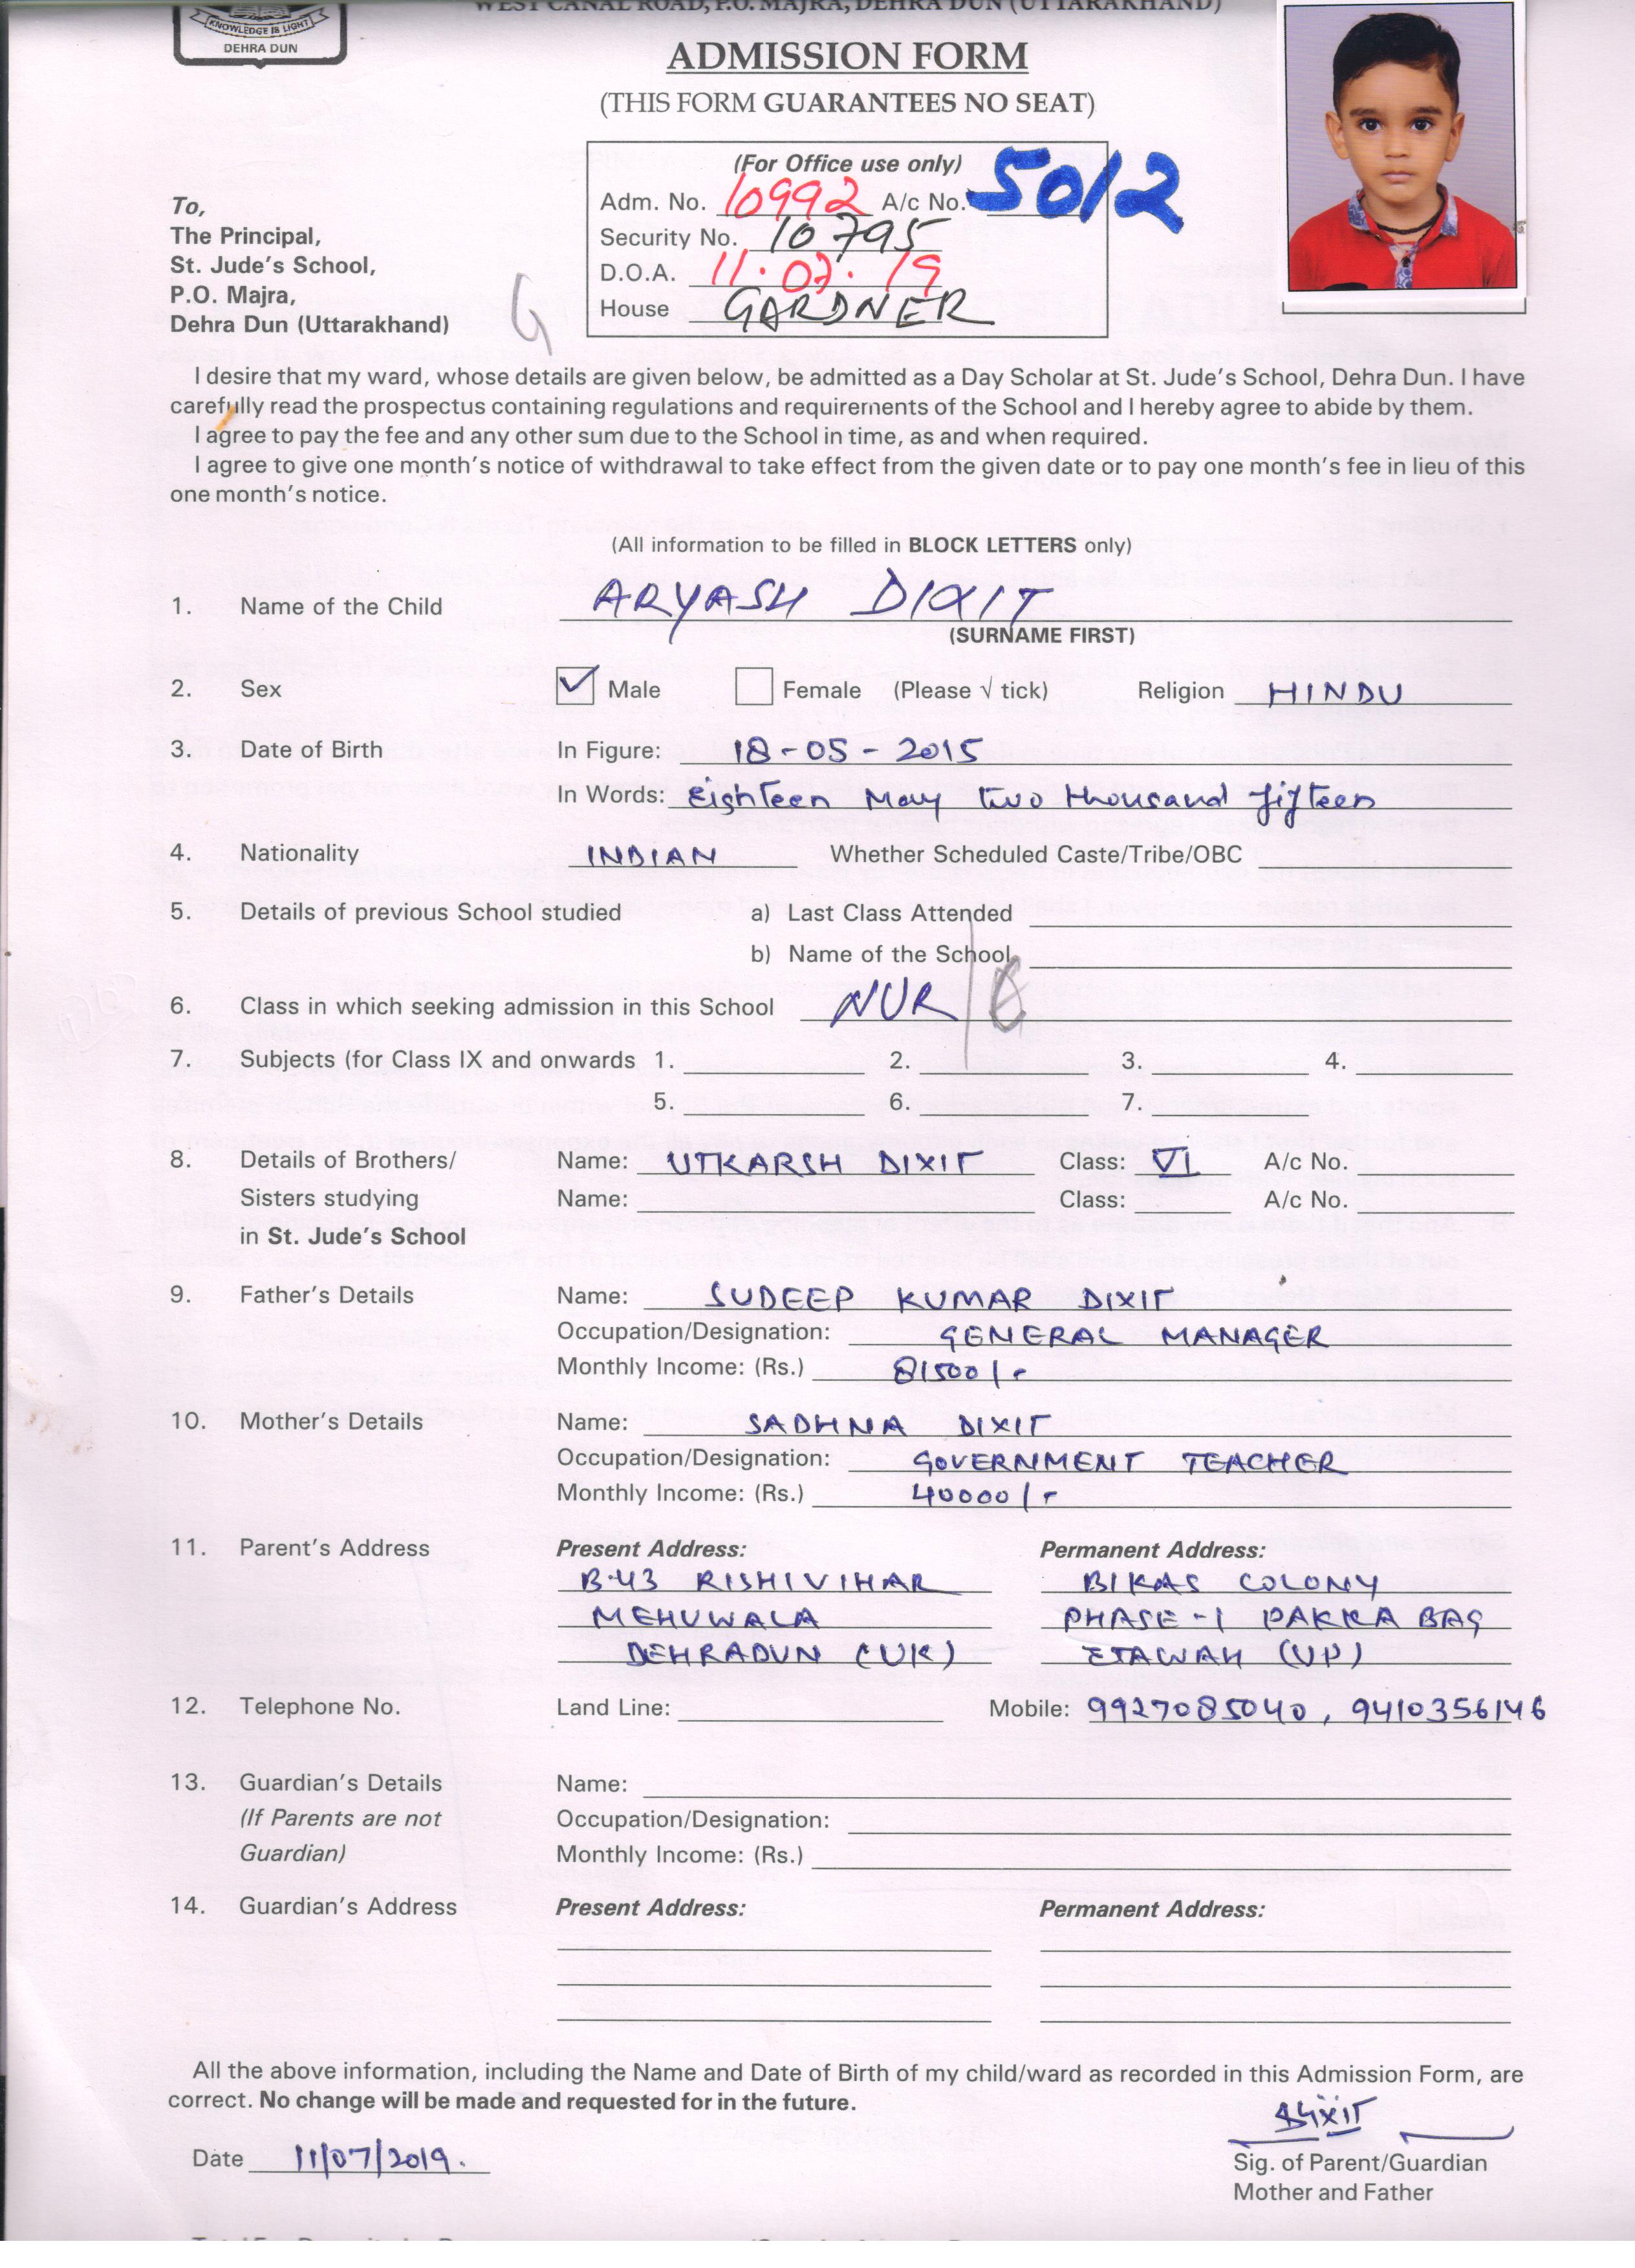 WEST CANAL ROAD, P.O. MAJRA, DEHRA DUN (UTTARAKHAND)
KNOWLEDGE IS LIGHT
DEHRA DUN
ADMISSION FORM
(THIS FORM GUARANTEES NO SEAT)
(For Office use only)
Adm. No. 10992 A/c No. 5012
Security No. 10795
D.O.A. 11.07.19
House GARDNER
To,
The Principal,
St. Jude's School,
P.O. Majra,
Dehra Dun (Uttarakhand)
G
I desire that my ward, whose details are given below, be admitted as a Day Scholar at St. Jude's School, Dehra Dun. I have
carefully read the prospectus containing regulations and requirements of the School and I hereby agree to abide by them.
I agree to pay the fee and any other sum due to the School in time, as and when required.
I agree to give one month's notice of withdrawal to take effect from the given date or to pay one month's fee in lieu of this
one month's notice.
(All information to be filled in BLOCK LETTERS only)
1. Name of the Child ARYASH DIXIT
(SURNAME FIRST)
2. Sex ✓ Male Female (Please √ tick) Religion HINDU
3. Date of Birth In Figure: 18-05-2015
In Words: Eighteen May two thousand fifteen
4. Nationality INDIAN Whether Scheduled Caste/Tribe/OBC
5. Details of previous School studied a) Last Class Attended
b) Name of the School
6. Class in which seeking admission in this School NUR
7. Subjects (for Class IX and onwards 1. 2. 3. 4.
5. 6. 7.
8. Details of Brothers/ Name: UTKARSH DIXIT Class: VI A/c No.
Sisters studying Name: Class: A/c No.
in St. Jude's School
9. Father's Details Name: SUDEEP KUMAR DIXIT
Occupation/Designation: GENERAL MANAGER
Monthly Income: (Rs.) 81500/-
10. Mother's Details Name: SADHNA DIXIT
Occupation/Designation: GOVERNMENT TEACHER
Monthly Income: (Rs.) 40000/-
11. Parent's Address Present Address: Permanent Address:
B-43 RISHIVIHAR BIKAS COLONY
MEHUWALA PHASE-1 PAKKA BAG
DEHRADUN (UK) ETAWAH (UP)
12. Telephone No. Land Line: Mobile: 9927085040, 9410356146
13. Guardian's Details Name:
(If Parents are not Occupation/Designation:
Guardian) Monthly Income: (Rs.)
14. Guardian's Address Present Address: Permanent Address:
All the above information, including the Name and Date of Birth of my child/ward as recorded in this Admission Form, are
correct. No change will be made and requested for in the future.
Dixit
Date 11/07/2019.
Sig. of Parent/Guardian
Mother and Father